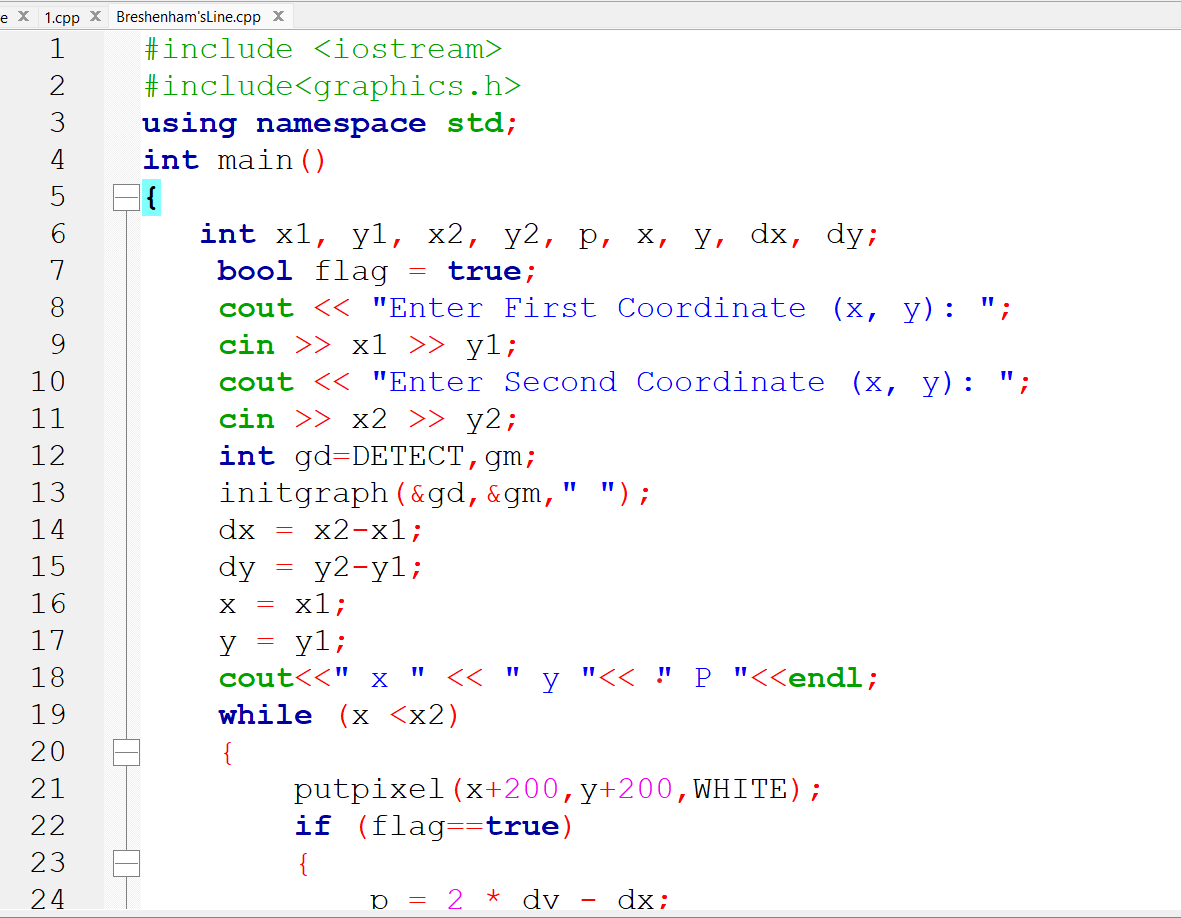 e 1.cpp Breshenham'sLine.cpp
1 #include <iostream>
2 #include<graphics.h>
3 using namespace std;
4 int main()
5 {
6 int x1, y1, x2, y2, p, x, y, dx, dy;
7 bool flag = true;
8 cout << "Enter First Coordinate (x, y): ";
9 cin >> x1 >> y1;
10 cout << "Enter Second Coordinate (x, y): ";
11 cin >> x2 >> y2;
12 int gd=DETECT,gm;
13 initgraph(&gd,&gm," ");
14 dx = x2-x1;
15 dy = y2-y1;
16 x = x1;
17 y = y1;
18 cout<<" x " << " y "<< " P "<<endl;
19 while (x <x2)
20 {
21 putpixel(x+200,y+200,WHITE);
22 if (flag==true)
23 {
24 p = 2 * dy - dx;